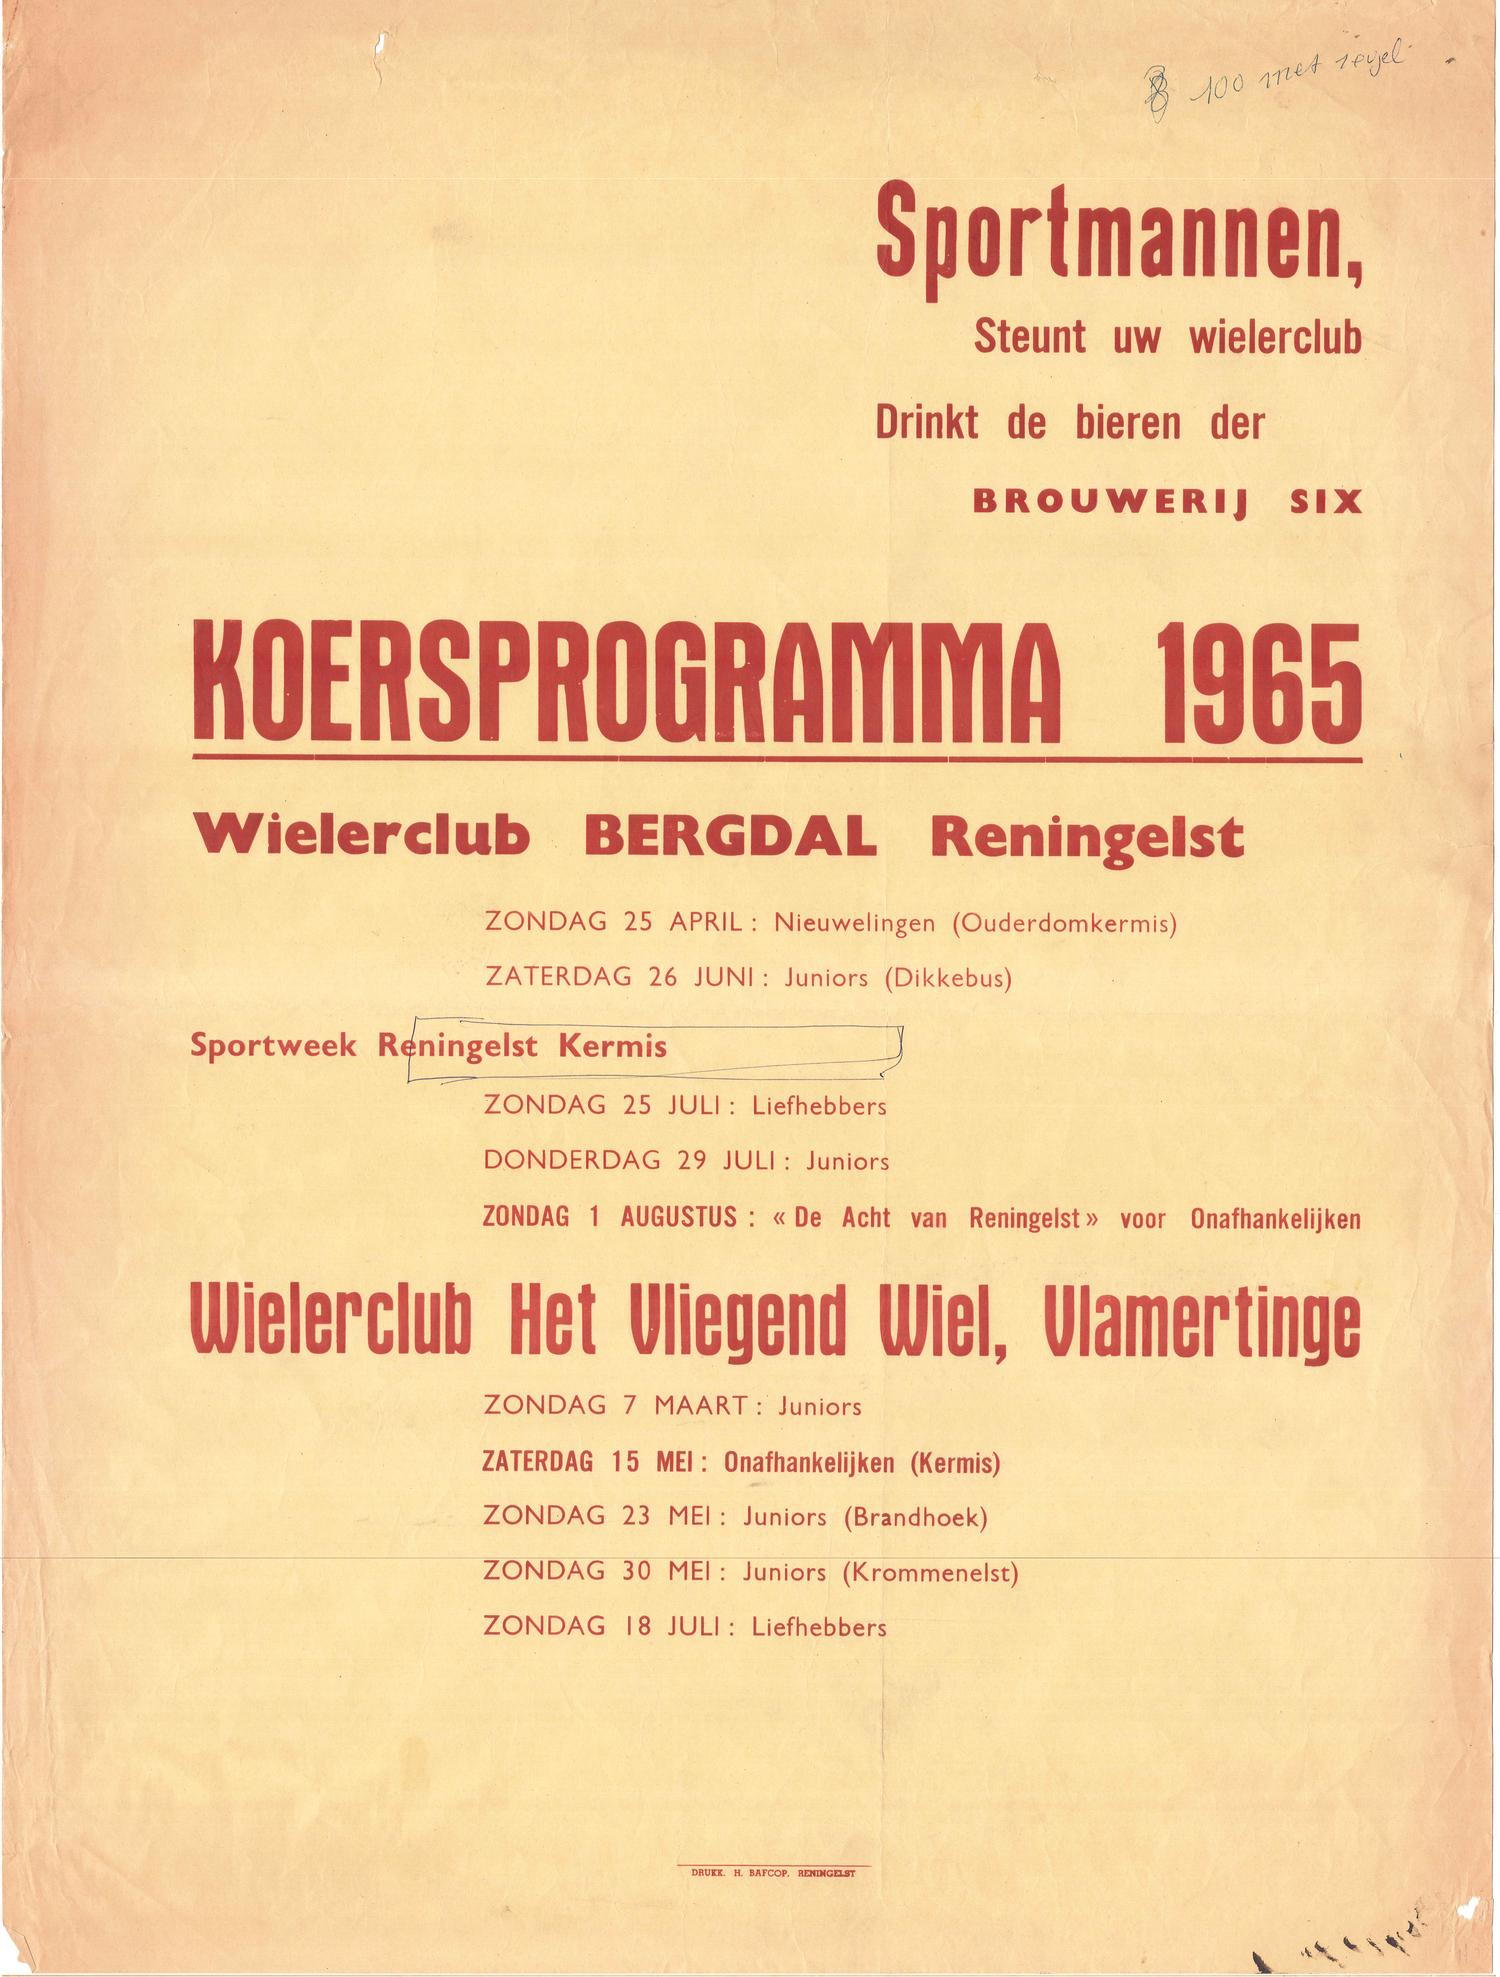 100 met
Sportmannen,
Steunt uw wielerclub
Drinkt de bieren der
BROUWERIJ SIX
KOERSPROGRAMMA 1965
Wielerclub BERGDAL Reningelst
ZONDAG 25 APRIL : Nieuwelingen (Ouderdomkermis)
ZATERDAG 26 JUNI : Juniors (Dikkebus)
Sportweek Reningelst Kermis
ZONDAG 25 JULI : Liefhebbers
DONDERDAG 29 JULI : Juniors
ZONDAG 1 AUGUSTUS : « De Acht van Reningelst » voor Onafhankelijken
Wielerclub Het Vliegend Wiel, Vlamertinge
ZONDAG 7 MAART : Juniors
ZATERDAG 15 MEI : Onafhankelijken (Kermis)
ZONDAG 23 MEI : Juniors (Brandhoek)
ZONDAG 30 MEI : Juniors (Krommenelst)
ZONDAG 18 JULI : Liefhebbers
DRUKK. H. BAFCOP. RENINGELST